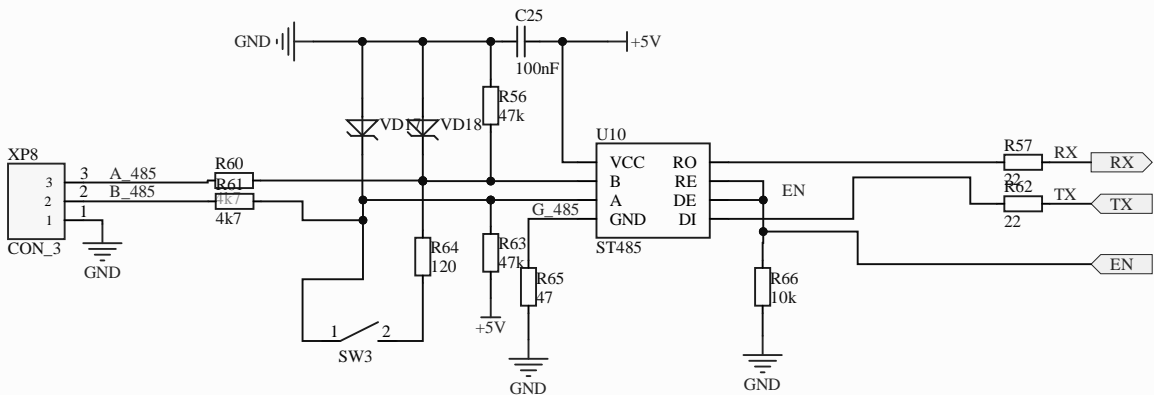 C25
GND
+5V
100nF
R56
47k
VD17
VD18
U10
XP8
VCC
RO
R57
RX
RX
22
3
3
A_485
R60
B
RE
EN
2
2
B_485
R61
4k7
A
DE
R62
TX
TX
22
1
1
4k7
G_485
GND
DI
CON_3
GND
ST485
R64
120
R63
47k
EN
R65
47
R66
10k
1
2
SW3
+5V
GND
GND